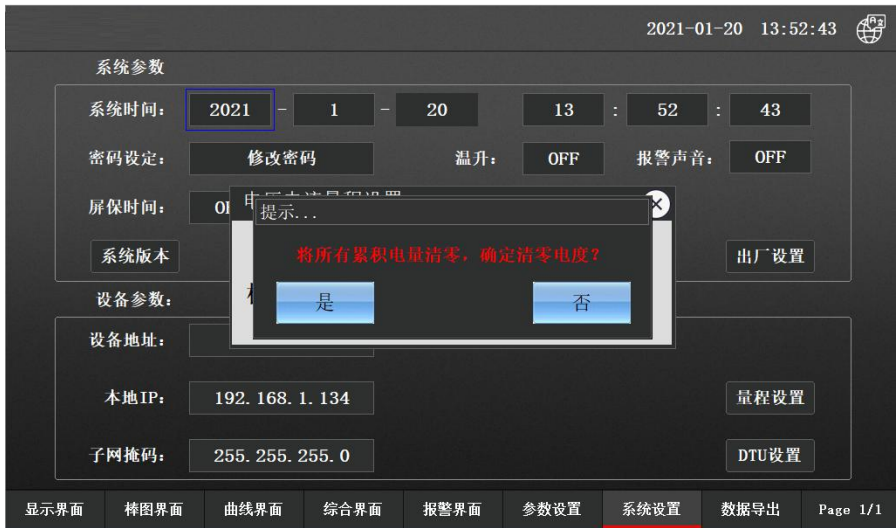 2021-01-20 13:52:43
系统参数
系统时间: 2021 - 1 - 20 13 : 52 : 43
密码设定: 修改密码 温升: OFF 报警声音: OFF
屏保时间:
提示...
将所有累积电量清零，确定清零电度？
系统版本 出厂设置
是 否
设备参数:
设备地址:
本地IP: 192.168.1.134 量程设置
子网掩码: 255.255.255.0 DTU设置
显示界面 棒图界面 曲线界面 综合界面 报警界面 参数设置 系统设置 数据导出 Page 1/1